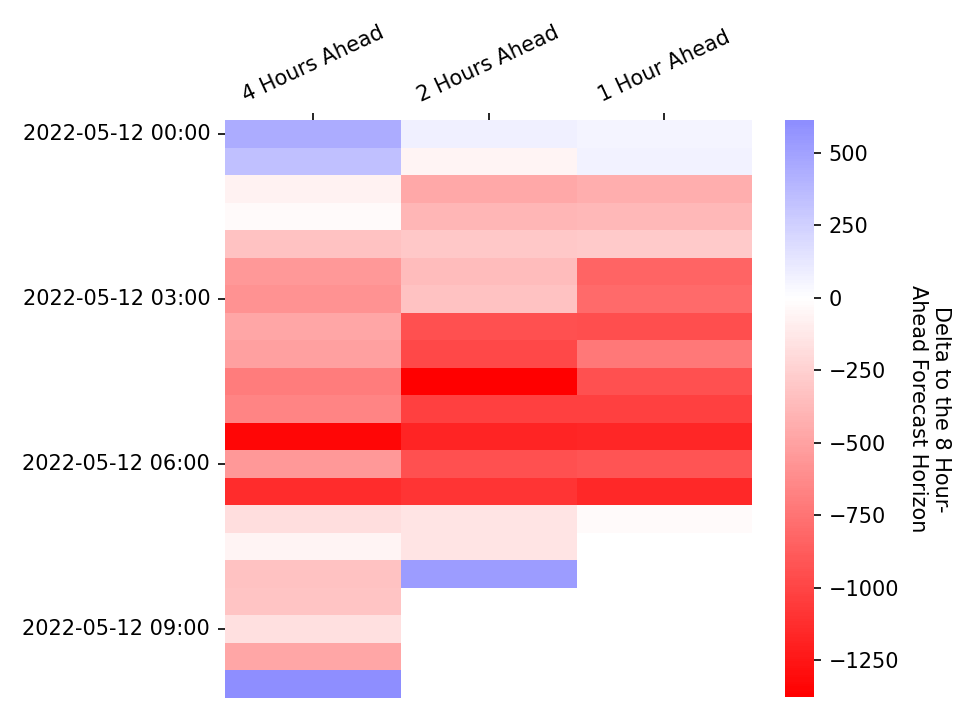 4 Hours Ahead
2 Hours Ahead
1 Hour Ahead
2022-05-12 00:00
2022-05-12 03:00
2022-05-12 06:00
2022-05-12 09:00
500
250
0
−250
−500
−750
−1000
−1250
Delta to the 8 Hour-
Ahead Forecast Horizon